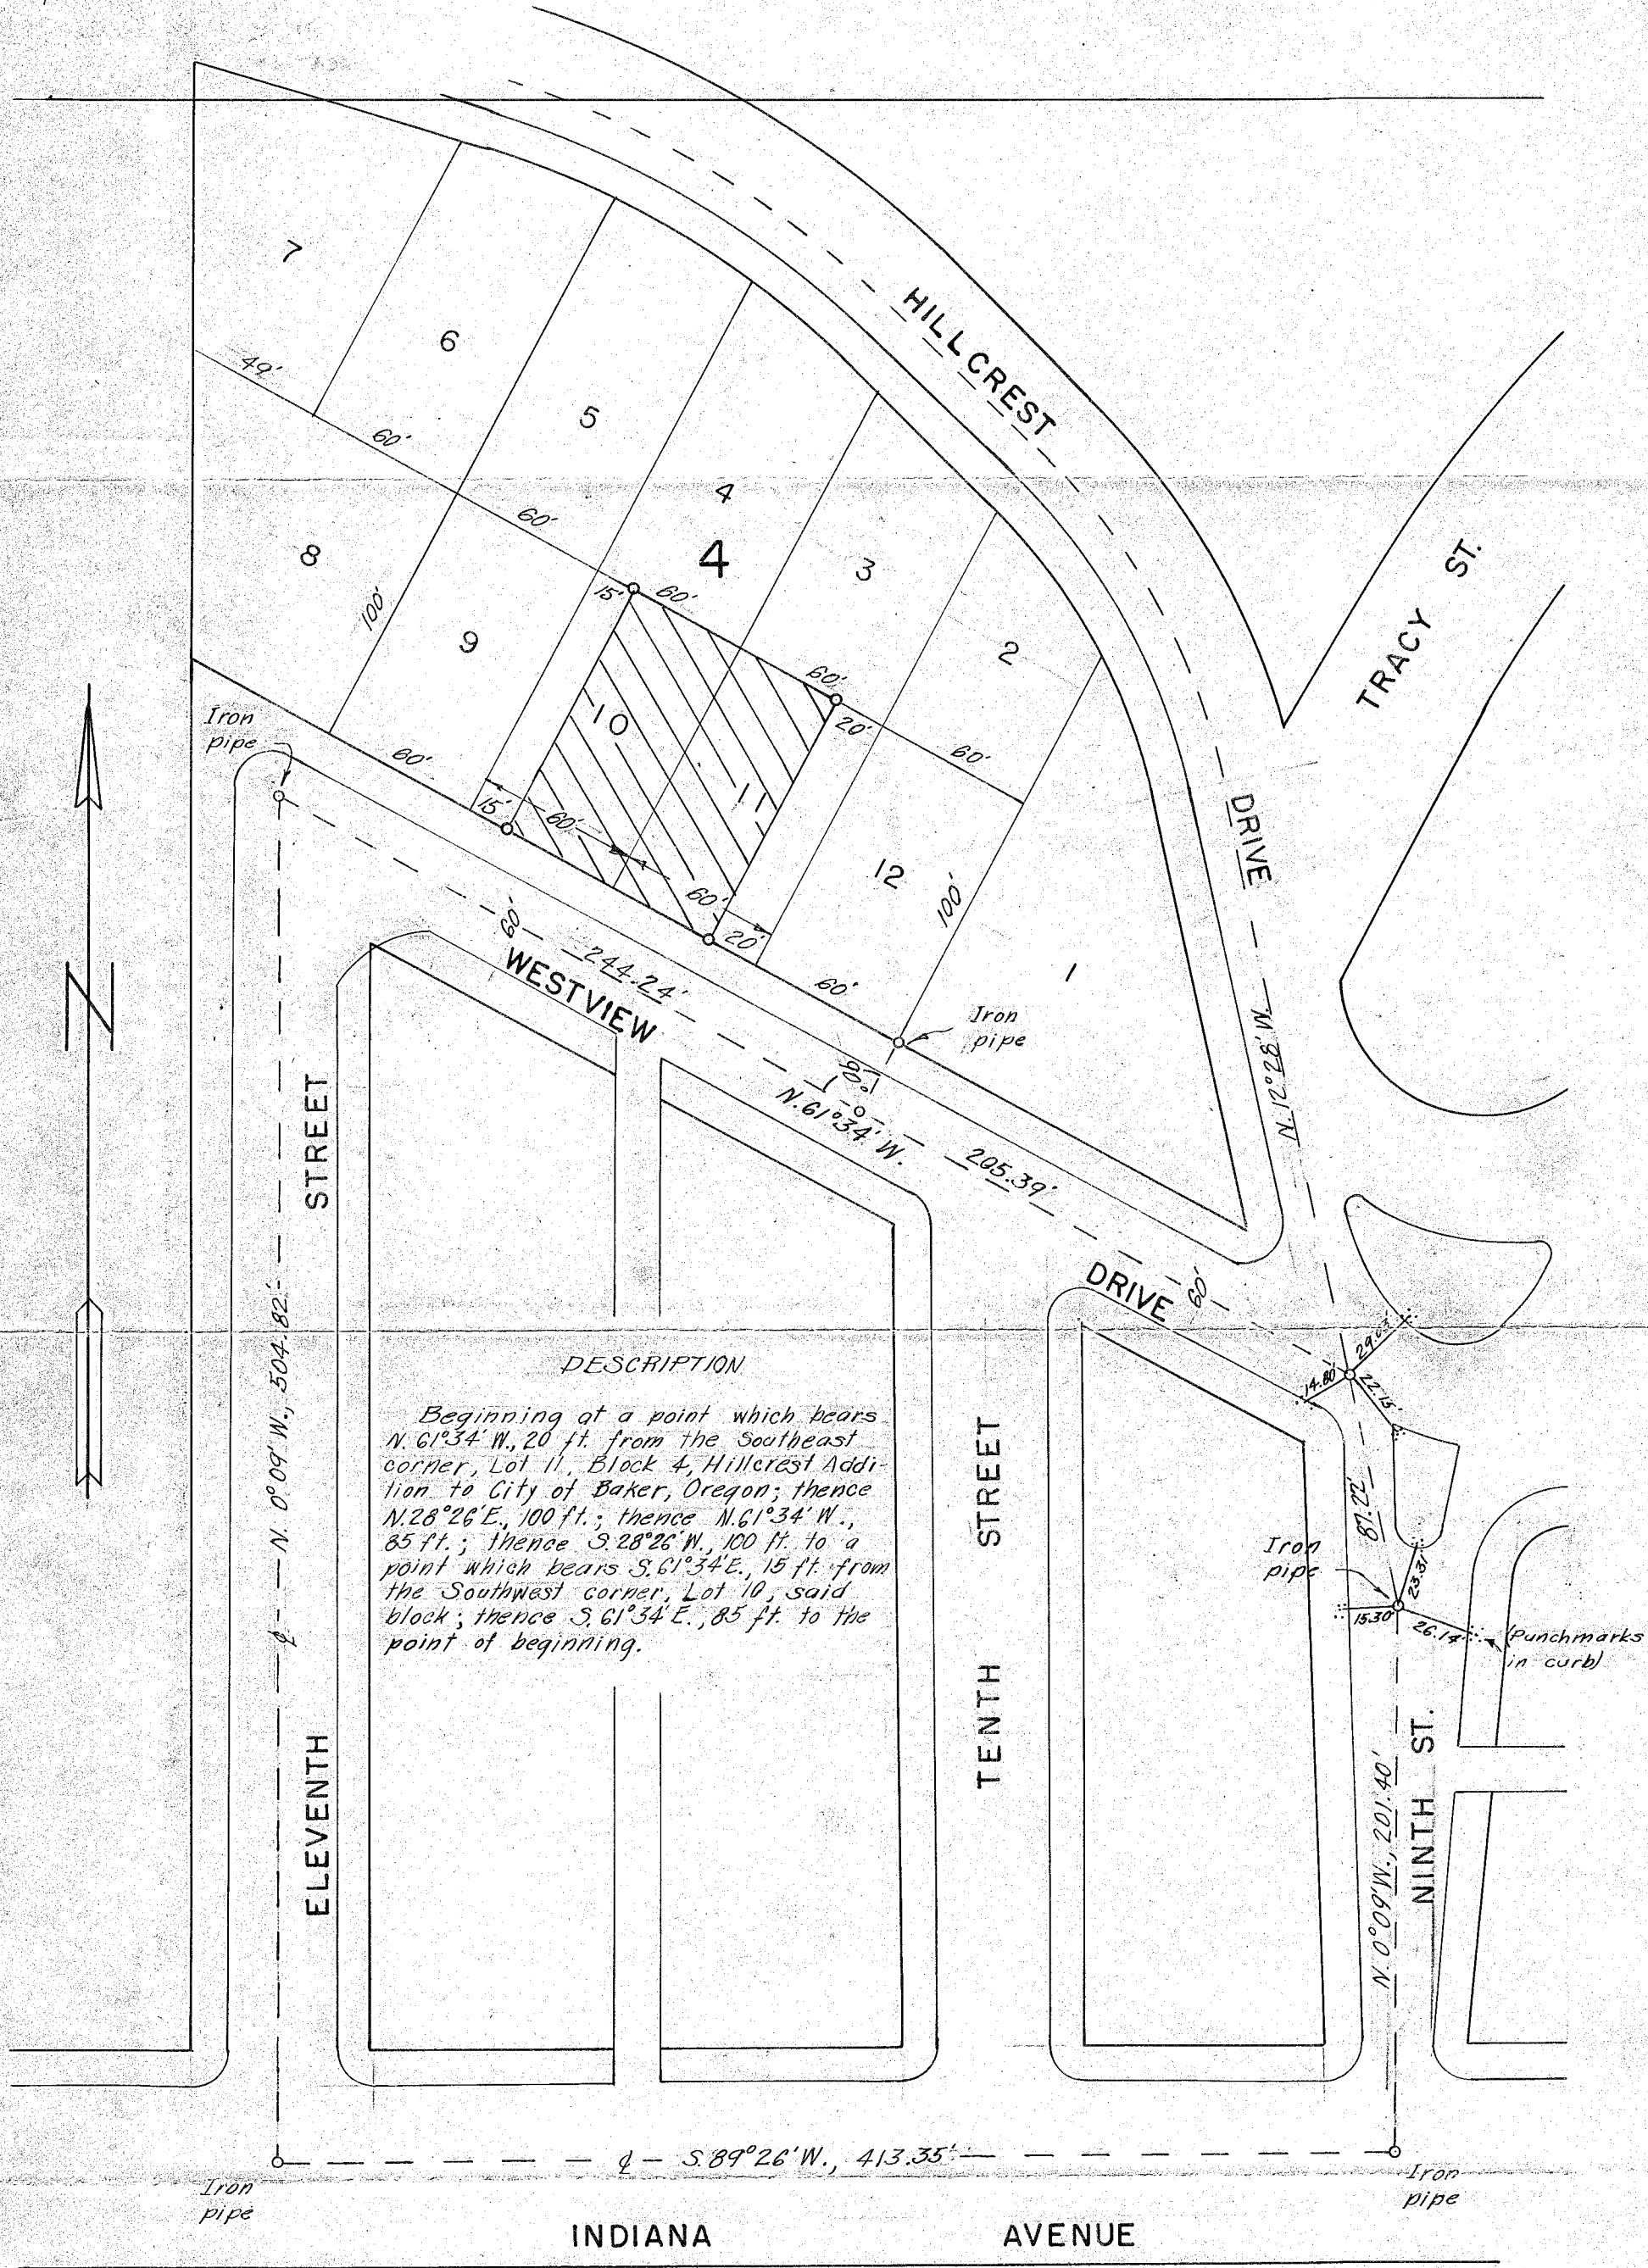 HILLCREST
DRIVE
N. 12°28' W.
TRACY
ST.
7
6
5
4
4
3
2
1
8
9
10
11
12
49'
60'
60'
15'
60'
60'
20'
60'
100'
100'
60'
15'
60'
60'
20'
60'
Iron
pipe
N
60'
244.24'
WESTVIEW
Iron
pipe
90°
N. 61°34' W.
205.39'
DRIVE
60'
29.03'
14.80'
22.15'
87.22'
Iron
pipe
23.31'
15.30'
26.14'
(Punchmarks
in curb)
STREET
ELEVENTH
N. 0°09' W., 504.82'
DESCRIPTION
Beginning at a point which bears
N. 61°34' W., 20 ft. from the Southeast
corner, Lot 11, Block 4, Hillcrest Addi-
tion to City of Baker, Oregon; thence
N. 28°26' E., 100 ft.; thence N. 61°34' W.,
85 ft.; thence S. 28°26' W., 100 ft. to a
point which bears S. 61°34' E., 15 ft. from
the Southwest corner, Lot 10, said
block; thence S. 61°34' E., 85 ft. to the
point of beginning.
STREET
TENTH
NINTH ST.
N. 0°09' W., 201.40'
S. 89°26' W., 413.35'
Iron
pipe
Iron
pipe
INDIANA AVENUE